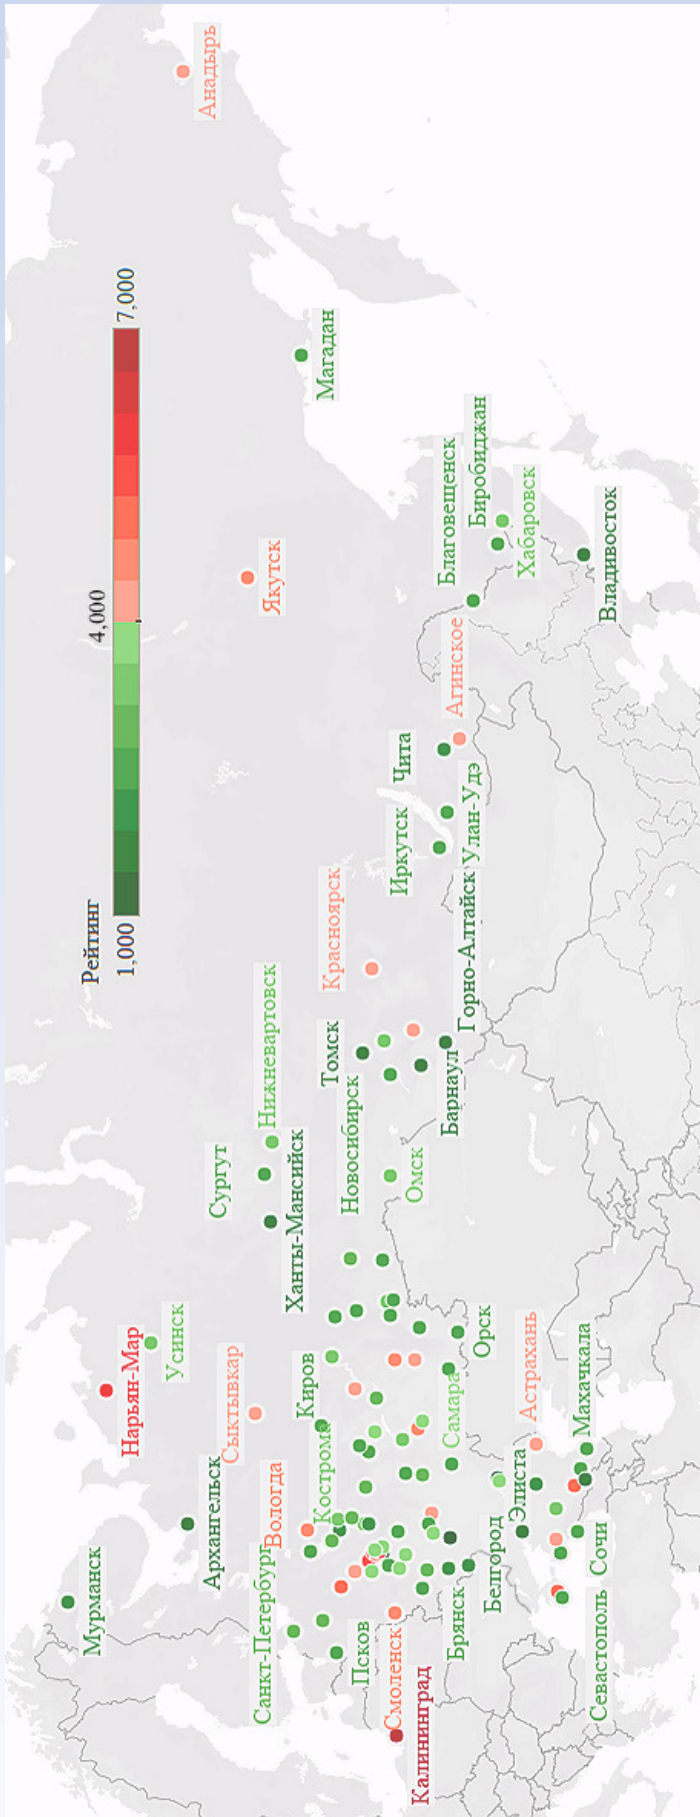 Рейтинг
1,000
4,000
7,000
Анадырь
Магадан
Якутск
Благовещенск
Биробиджан
Хабаровск
Владивосток
Агинское
Чита
Улан-Удэ
Иркутск
Горно-Алтайск
Красноярск
Томск
Барнаул
Новосибирск
Нижневартовск
Сургут
Ханты-Мансийск
Омск
Орск
Усинск
Нарьян-Мар
Сыктывкар
Киров
Самара
Астрахань
Махачкала
Кострома
Вологда
Архангельск
Мурманск
Элиста
Белгород
Сочи
Санкт-Петербург
Псков
Брянск
Севастополь
Смоленск
Калининград